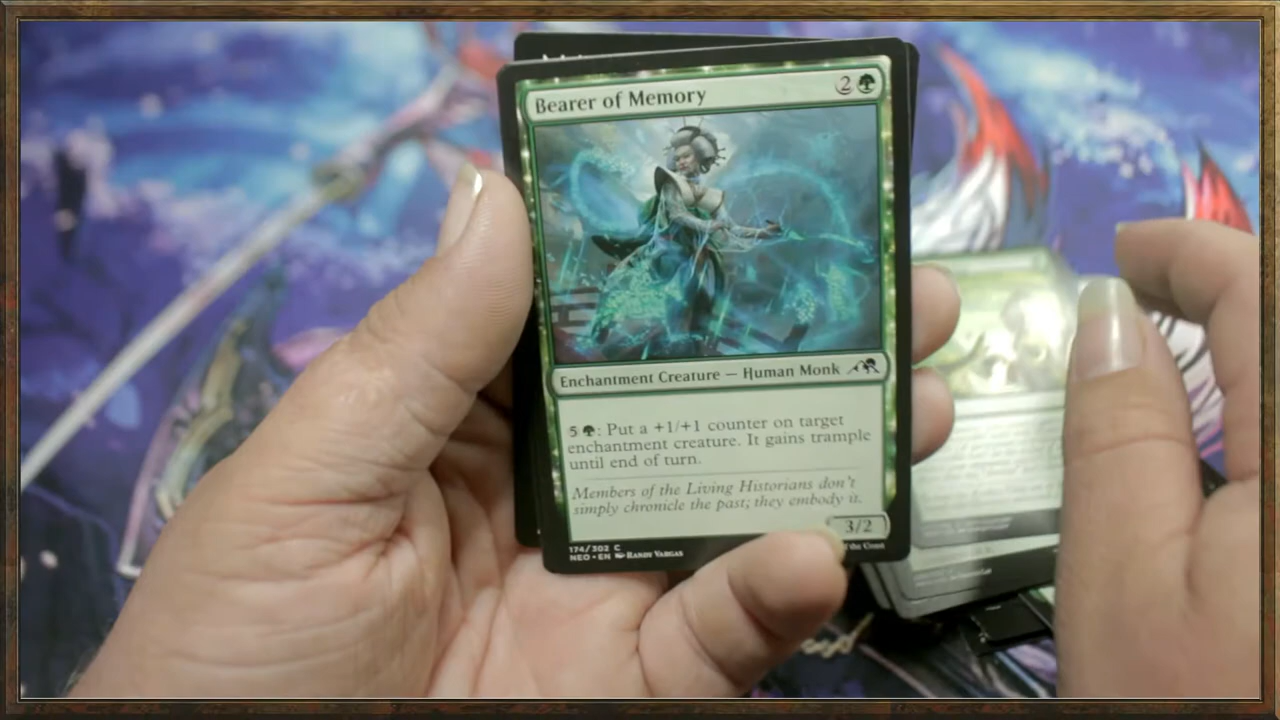 Bearer of Memory 2
Enchantment Creature — Human Monk
5 : Put a +1/+1 counter on target
enchantment creature. It gains trample
until end of turn.
Members of the Living Historians don't
simply chronicle the past; they embody it.
3/2
174/302 C
NEO • EN RANDY VARGAS
f the Coast